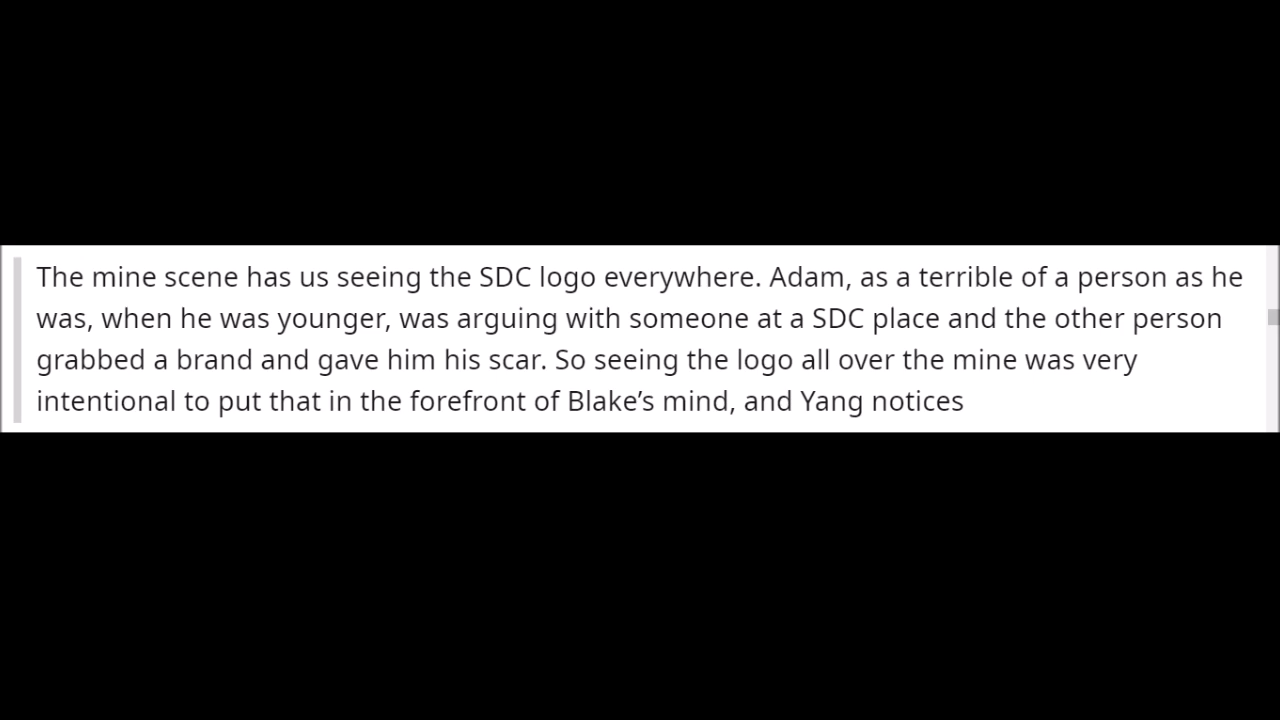 The mine scene has us seeing the SDC logo everywhere. Adam, as a terrible of a person as he
was, when he was younger, was arguing with someone at a SDC place and the other person
grabbed a brand and gave him his scar. So seeing the logo all over the mine was very
intentional to put that in the forefront of Blake’s mind, and Yang notices